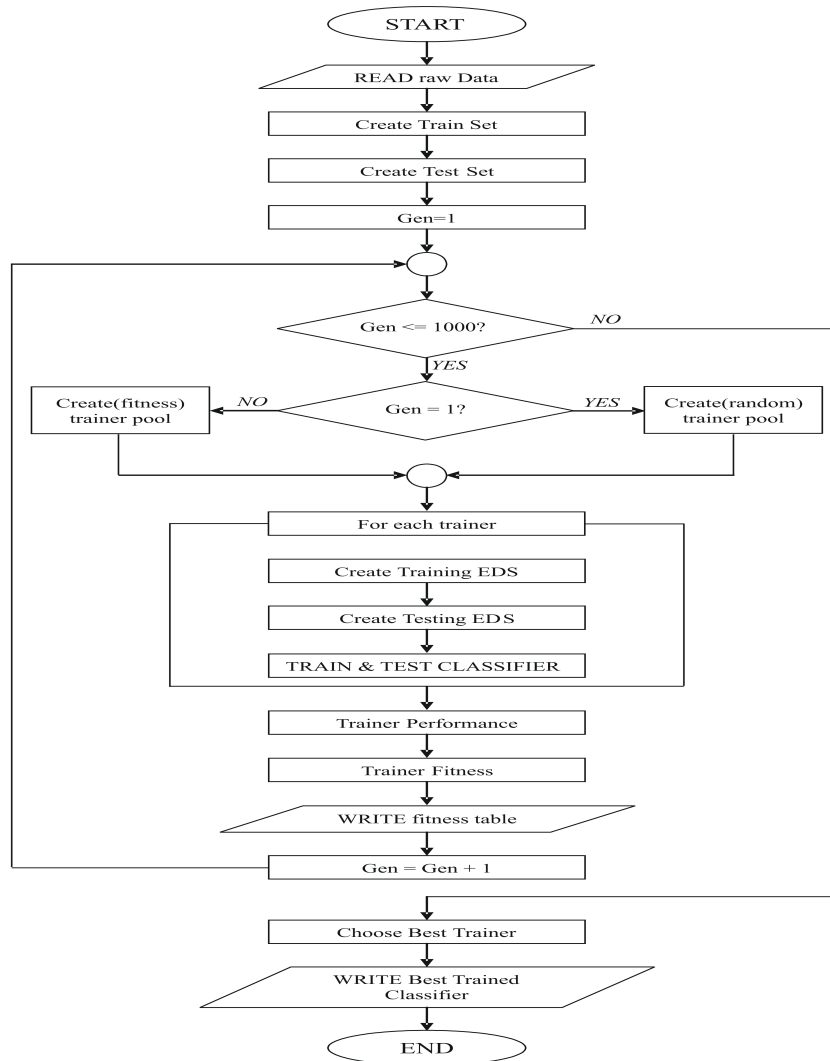 START
READ raw Data
Create Train Set
Create Test Set
Gen=1
Gen <= 1000?
NO
YES
Create(fitness)
trainer pool
NO
Gen = 1?
YES
Create(random)
trainer pool
For each trainer
Create Training EDS
Create Testing EDS
TRAIN & TEST CLASSIFIER
Trainer Performance
Trainer Fitness
WRITE fitness table
Gen = Gen + 1
Choose Best Trainer
WRITE Best Trained
Classifier
END